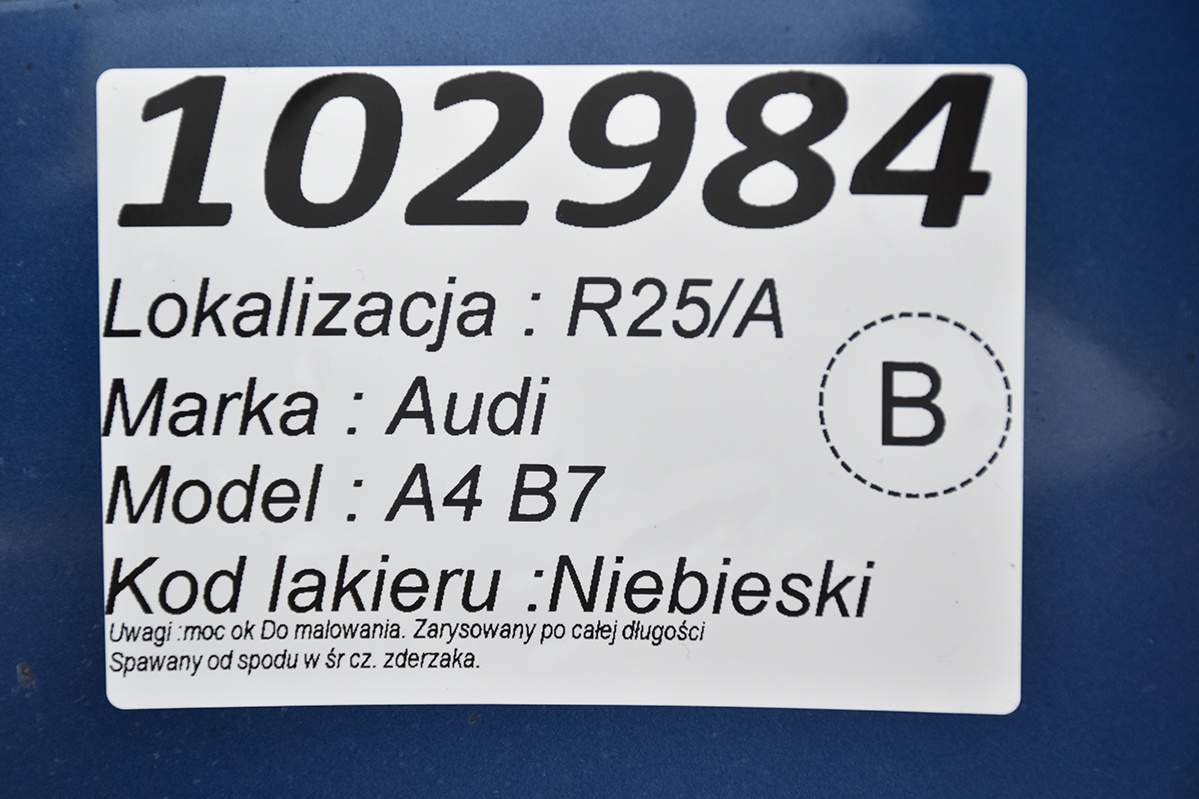 102984
Lokalizacja : R25/A
Marka : Audi
B
Model : A4 B7
Kod lakieru :Niebieski
Uwagi :moc ok Do malowania. Zarysowany po całej długości
Spawany od spodu w śr cz. zderzaka.